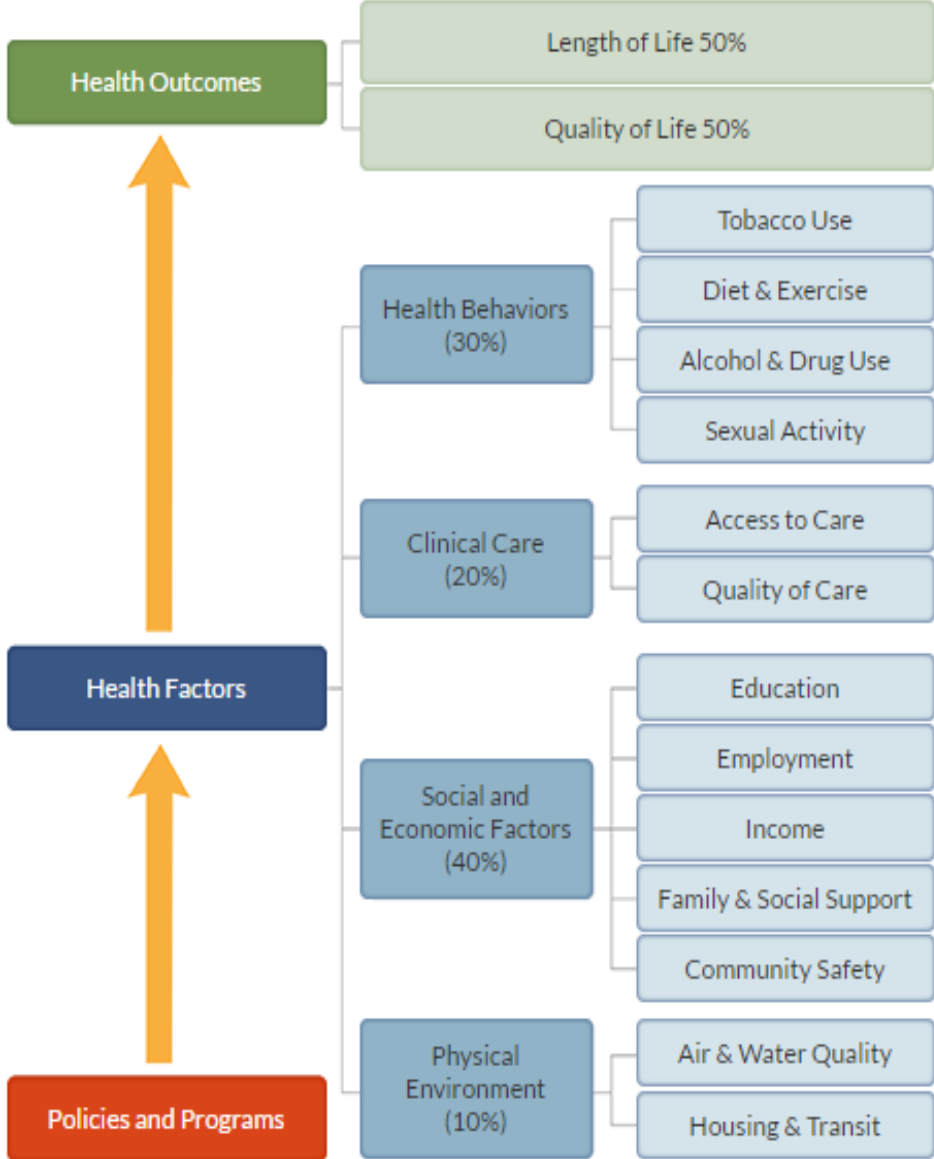 Health Outcomes
Length of Life 50%
Quality of Life 50%
Health Factors
Health Behaviors
(30%)
Tobacco Use
Diet & Exercise
Alcohol & Drug Use
Sexual Activity
Clinical Care
(20%)
Access to Care
Quality of Care
Social and
Economic Factors
(40%)
Education
Employment
Income
Family & Social Support
Community Safety
Physical
Environment
(10%)
Air & Water Quality
Housing & Transit
Policies and Programs